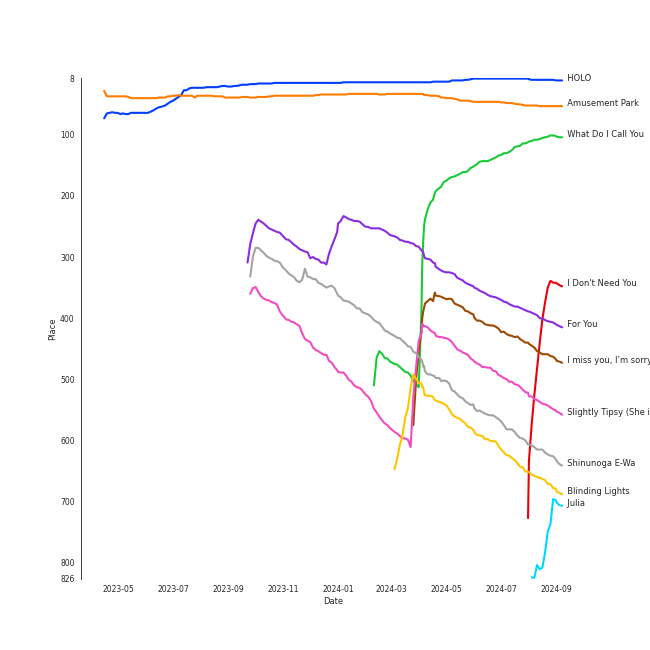 8
100
200
300
400
500
600
700
800
826
Place
2023-05
2023-07
2023-09
2023-11
2024-01
2024-03
2024-05
2024-07
2024-09
Date
HOLO
Amusement Park
What Do I Call You
I Don't Need You
For You
I miss you, I'm sorry
Slightly Tipsy (She i
Shinunoga E-Wa
Blinding Lights
Julia